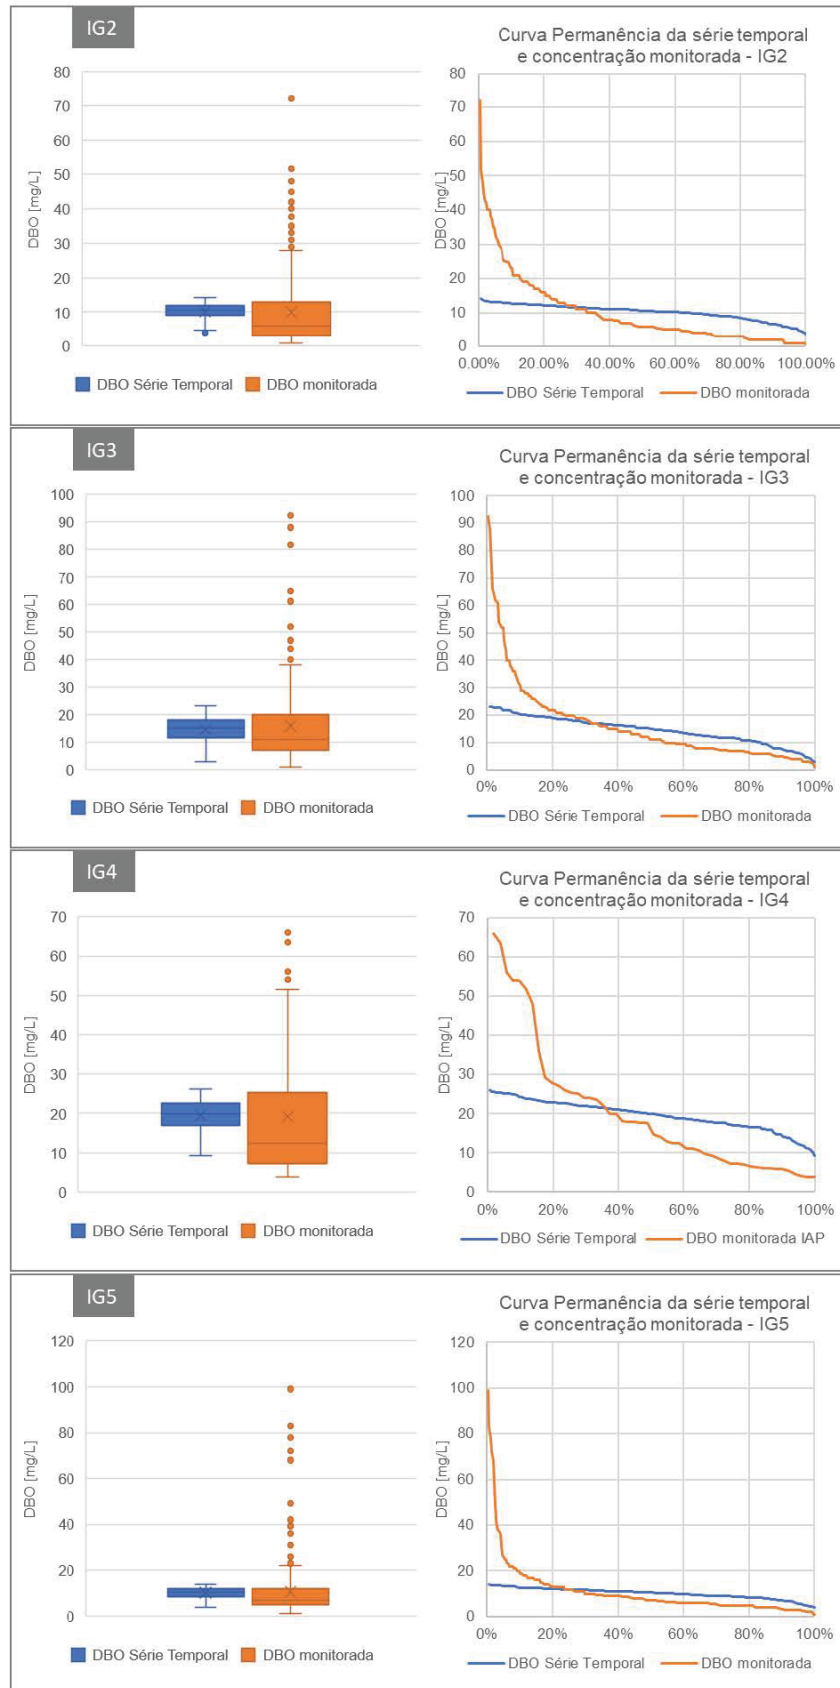 IG2
80
70
60
50
40
30
20
10
0
DBO [mg/L]
DBO Série Temporal
DBO monitorada
Curva Permanência da série temporal
e concentração monitorada - IG2
80
70
60
50
40
30
20
10
0
DBO [mg/L]
0.00%
20.00%
40.00%
60.00%
80.00%
100.00%
DBO Série Temporal
DBO monitorada
IG3
100
90
80
70
60
50
40
30
20
10
0
DBO [mg/L]
DBO Série Temporal
DBO monitorada
Curva Permanência da série temporal
e concentração monitorada - IG3
100
90
80
70
60
50
40
30
20
10
0
DBO [mg/L]
0%
20%
40%
60%
80%
100%
DBO Série Temporal
DBO monitorada
IG4
70
60
50
40
30
20
10
0
DBO [mg/L]
DBO Série Temporal
DBO monitorada
Curva Permanência da série temporal
e concentração monitorada - IG4
70
60
50
40
30
20
10
0
DBO [mg/L]
0%
20%
40%
60%
80%
100%
DBO Série Temporal
DBO monitorada IAP
IG5
120
100
80
60
40
20
0
DBO [mg/L]
DBO Série Temporal
DBO monitorada
Curva Permanência da série temporal
e concentração monitorada - IG5
120
100
80
60
40
20
0
DBO [mg/L]
0%
20%
40%
60%
80%
100%
DBO Série Temporal
DBO monitorada